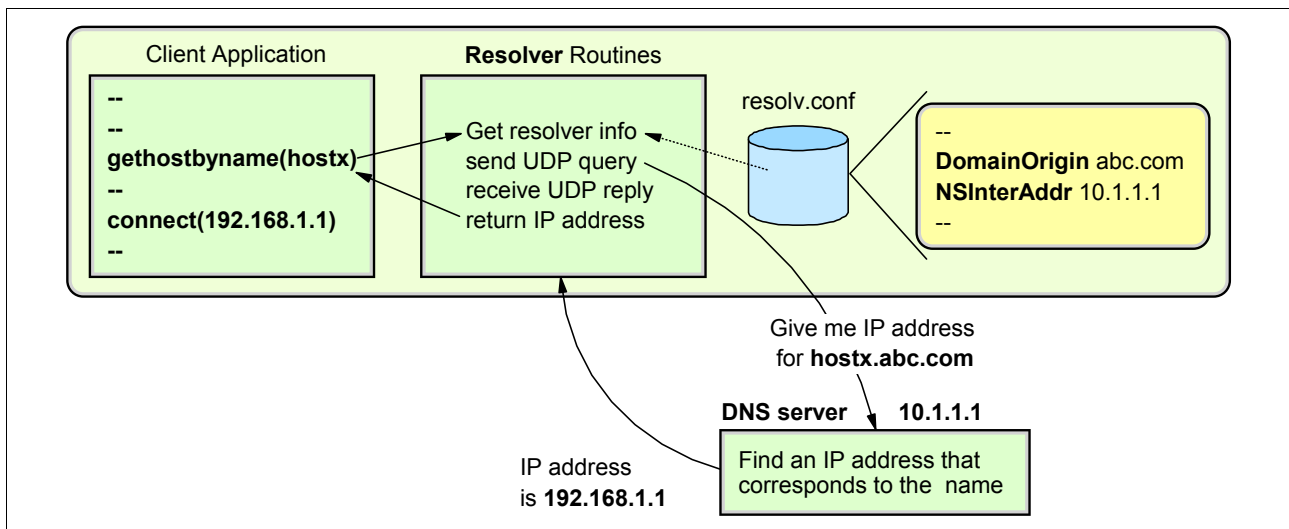 Client Application
--
--
gethostbyname(hostx)
--
connect(192.168.1.1)
--
Resolver Routines
Get resolver info
send UDP query
receive UDP reply
return IP address
resolv.conf
--
DomainOrigin abc.com
NSInterAddr 10.1.1.1
--
Give me IP address
for hostx.abc.com
DNS server 10.1.1.1
Find an IP address that
corresponds to the name
IP address
is 192.168.1.1